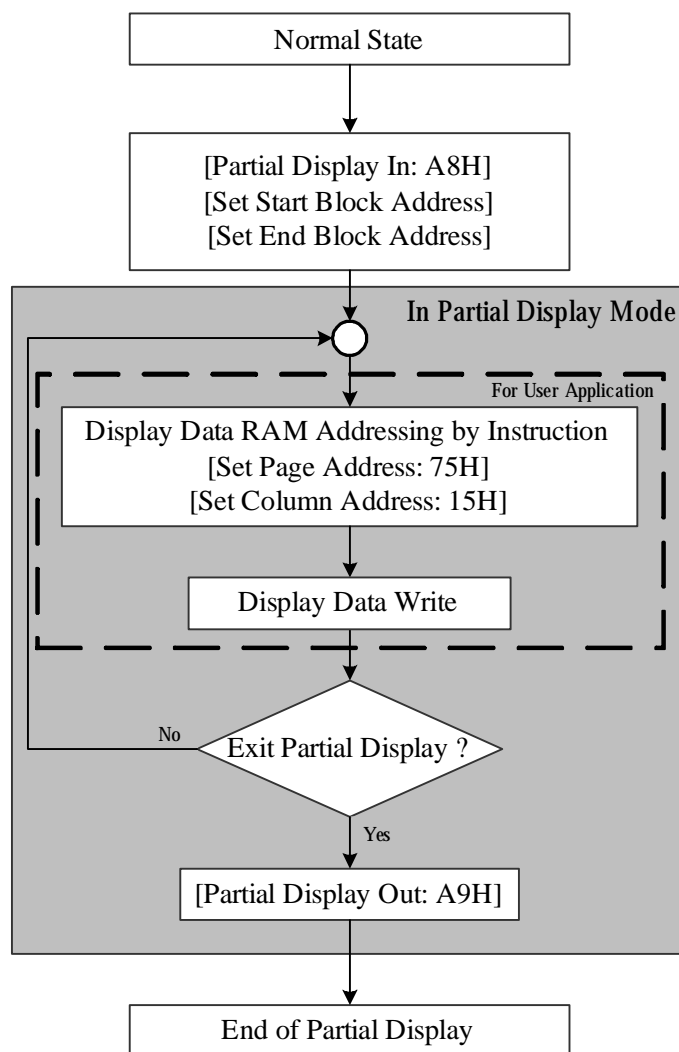 Normal State
[Partial Display In: A8H]
[Set Start Block Address]
[Set End Block Address]
In Partial Display Mode
For User Application
Display Data RAM Addressing by Instruction
[Set Page Address: 75H]
[Set Column Address: 15H]
Display Data Write
No
Exit Partial Display ?
Yes
[Partial Display Out: A9H]
End of Partial Display